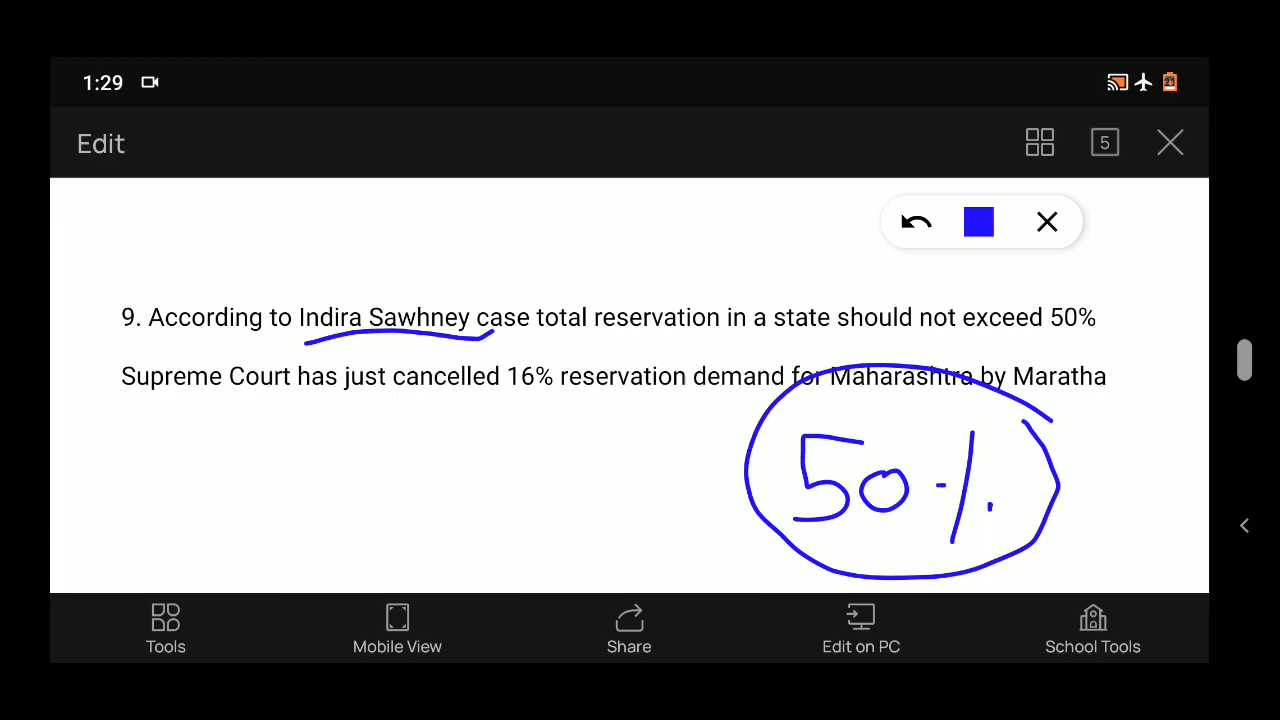 1:29
Edit
5
9. According to Indira Sawhney case total reservation in a state should not exceed 50%
Supreme Court has just cancelled 16% reservation demand for Maharashtra by Maratha
50%
Tools
Mobile View
Share
Edit on PC
School Tools